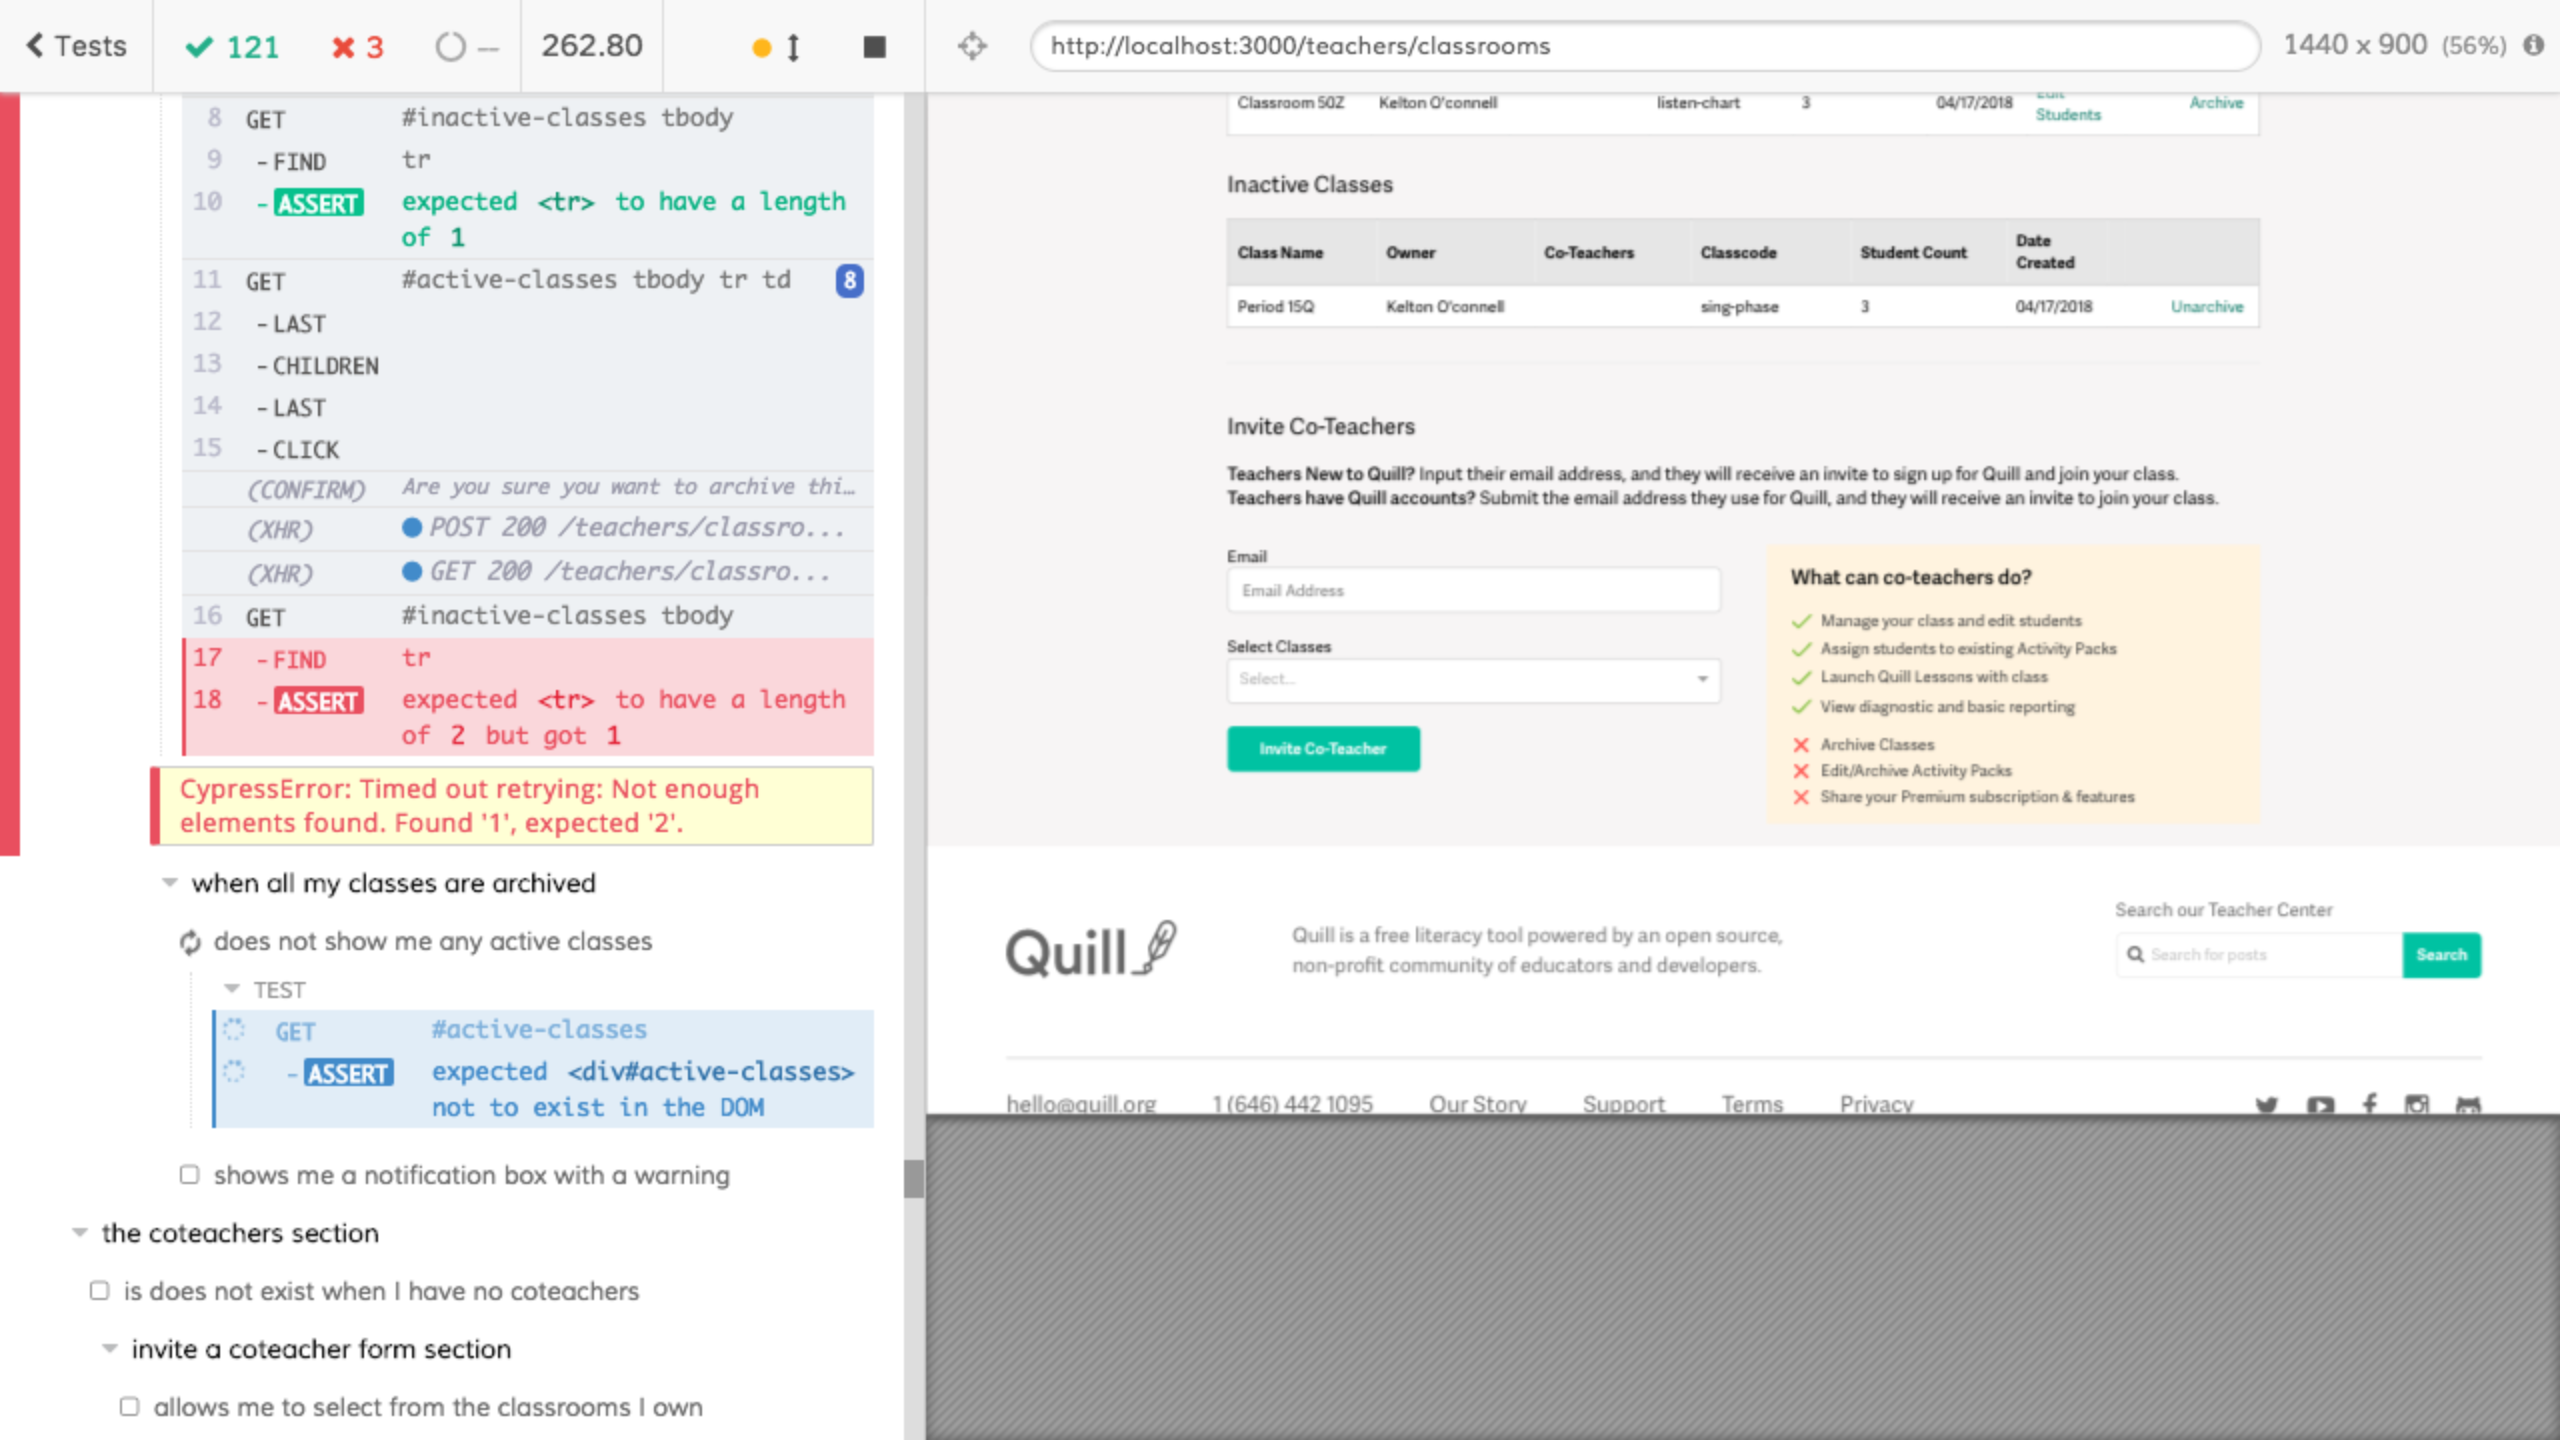 Tests
121
3
--
262.80
http://localhost:3000/teachers/classrooms
1440 x 900 (56%)
8 GET #inactive-classes tbody
9 -FIND tr
10 -ASSERT expected <tr> to have a length
of 1
11 GET #active-classes tbody tr td 8
12 -LAST
13 -CHILDREN
14 -LAST
15 -CLICK
(CONFIRM) Are you sure you want to archive thi…
(XHR) POST 200 /teachers/classro...
(XHR) GET 200 /teachers/classro...
16 GET #inactive-classes tbody
17 -FIND tr
18 -ASSERT expected <tr> to have a length
of 2 but got 1
CypressError: Timed out retrying: Not enough
elements found. Found '1', expected '2'.
when all my classes are archived
does not show me any active classes
TEST
GET #active-classes
-ASSERT expected <div#active-classes>
not to exist in the DOM
shows me a notification box with a warning
the coteachers section
is does not exist when I have no coteachers
invite a coteacher form section
allows me to select from the classrooms I own
Classroom 50Z Kelton O'connell listen-chart 3 04/17/2018 Edit
Students Archive
Inactive Classes
Class Name Owner Co-Teachers Classcode Student Count Date
Created
Period 15Q Kelton O'connell sing-phase 3 04/17/2018 Unarchive
Invite Co-Teachers
Teachers New to Quill? Input their email address, and they will receive an invite to sign up for Quill and join your class.
Teachers have Quill accounts? Submit the email address they use for Quill, and they will receive an invite to join your class.
Email
Email Address
Select Classes
Select...
Invite Co-Teacher
What can co-teachers do?
Manage your class and edit students
Assign students to existing Activity Packs
Launch Quill Lessons with class
View diagnostic and basic reporting
Archive Classes
Edit/Archive Activity Packs
Share your Premium subscription & features
Quill
Quill is a free literacy tool powered by an open source,
non-profit community of educators and developers.
Search our Teacher Center
Search for posts
Search
hello@quill.org 1 (646) 442 1095 Our Story Support Terms Privacy